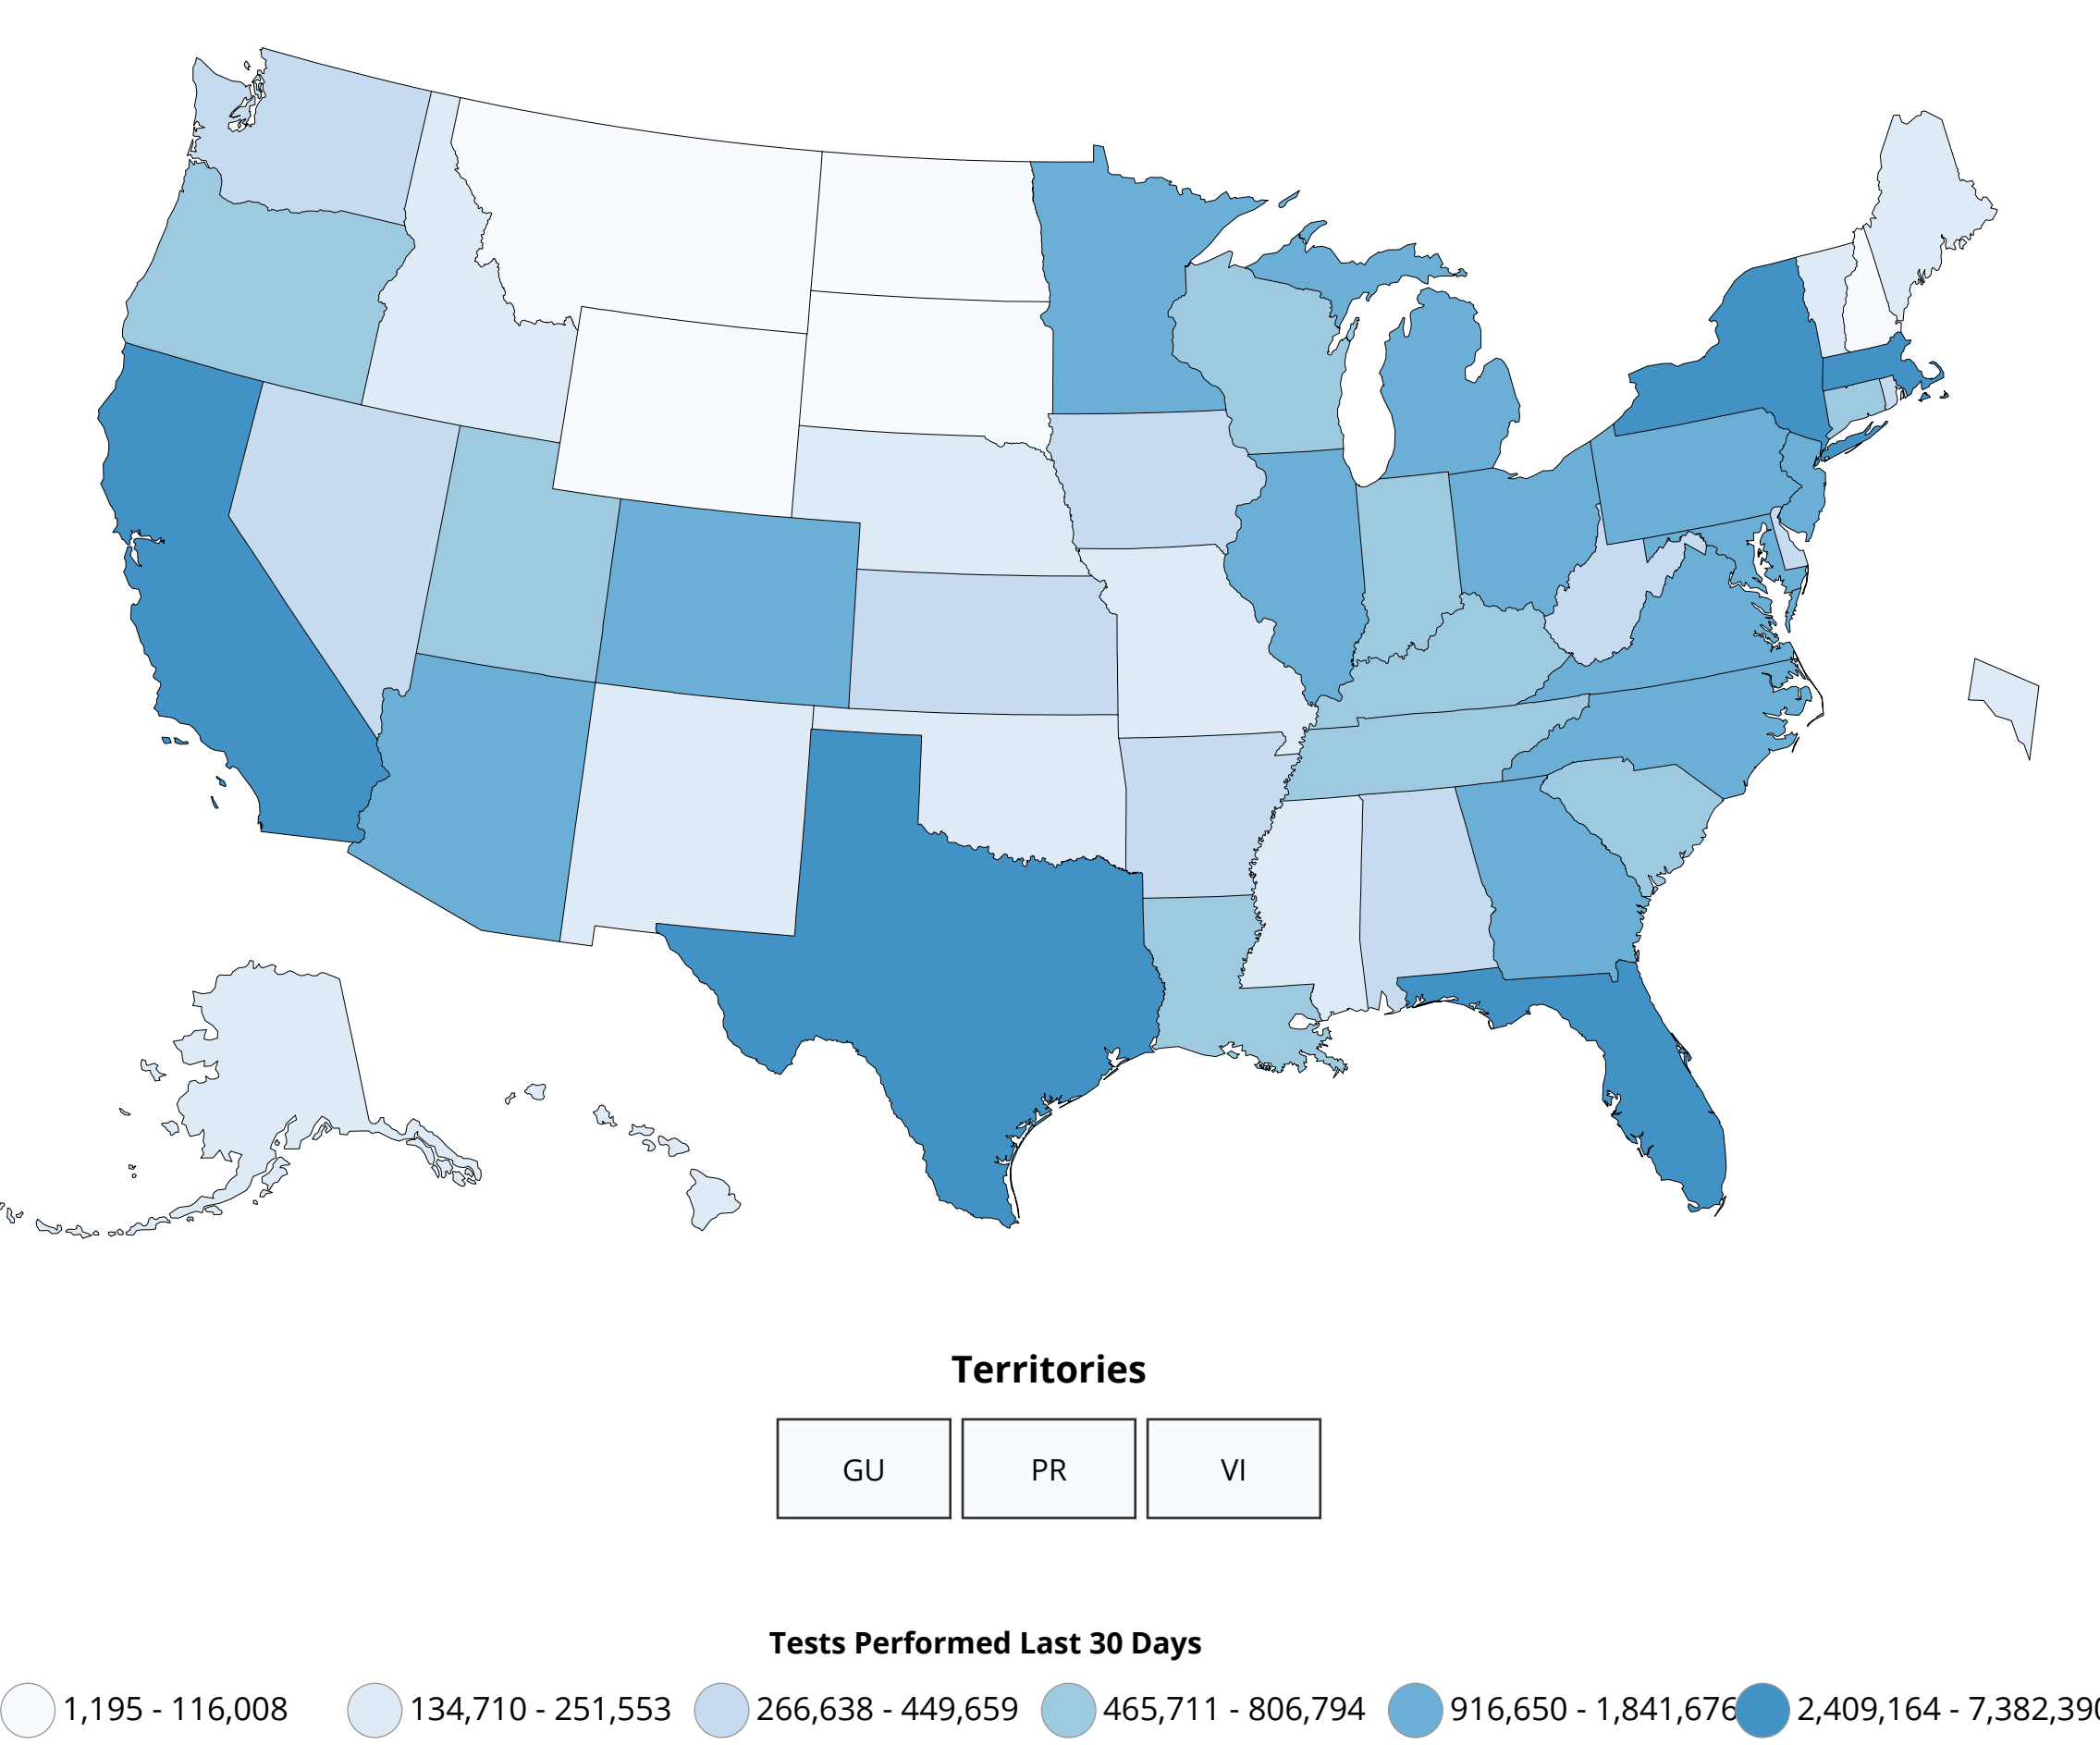 Territories
GU PR VI
Tests Performed Last 30 Days
1,195 - 116,008 134,710 - 251,553 266,638 - 449,659 465,711 - 806,794 916,650 - 1,841,676 2,409,164 - 7,382,390